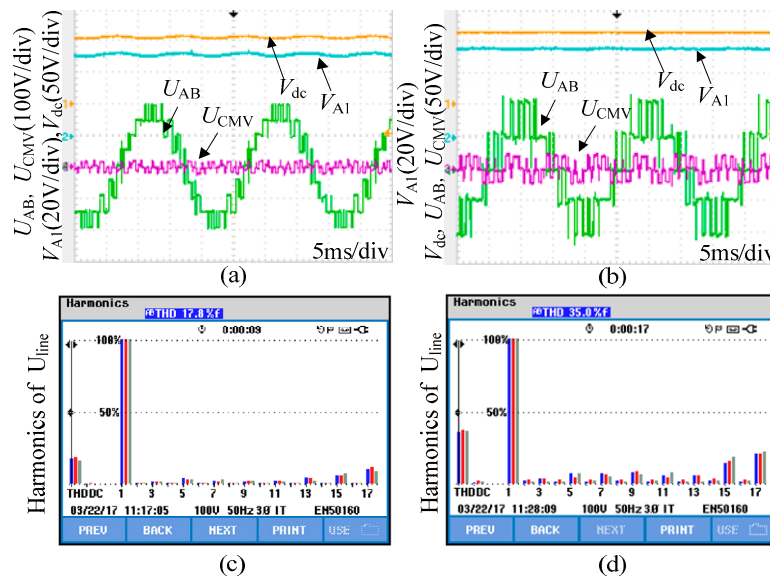 U_AB, U_CMV(100V/div)
V_A1(20V/div), V_dc(50V/div)
1
2
U_AB
U_CMV
V_dc
V_A1
5ms/div
(a)
V_A1(20V/div)
V_dc, U_AB, U_CMV(50V/div)
1
2
U_AB
U_CMV
V_dc
V_A1
5ms/div
(b)
Harmonics of U_line
Harmonics
THD 17.8%f
0:00:09
100%
50%
THDDC 1 3 5 7 9 11 13 15 17
03/22/17 11:17:05 100V 50Hz 3Ø IT EN50160
PREV BACK NEXT PRINT USE
(c)
Harmonics of U_line
Harmonics
THD 35.0%f
0:00:17
100%
50%
THDDC 1 3 5 7 9 11 13 15 17
03/22/17 11:28:09 100V 50Hz 3Ø IT EN50160
PREV BACK NEXT PRINT USE
(d)